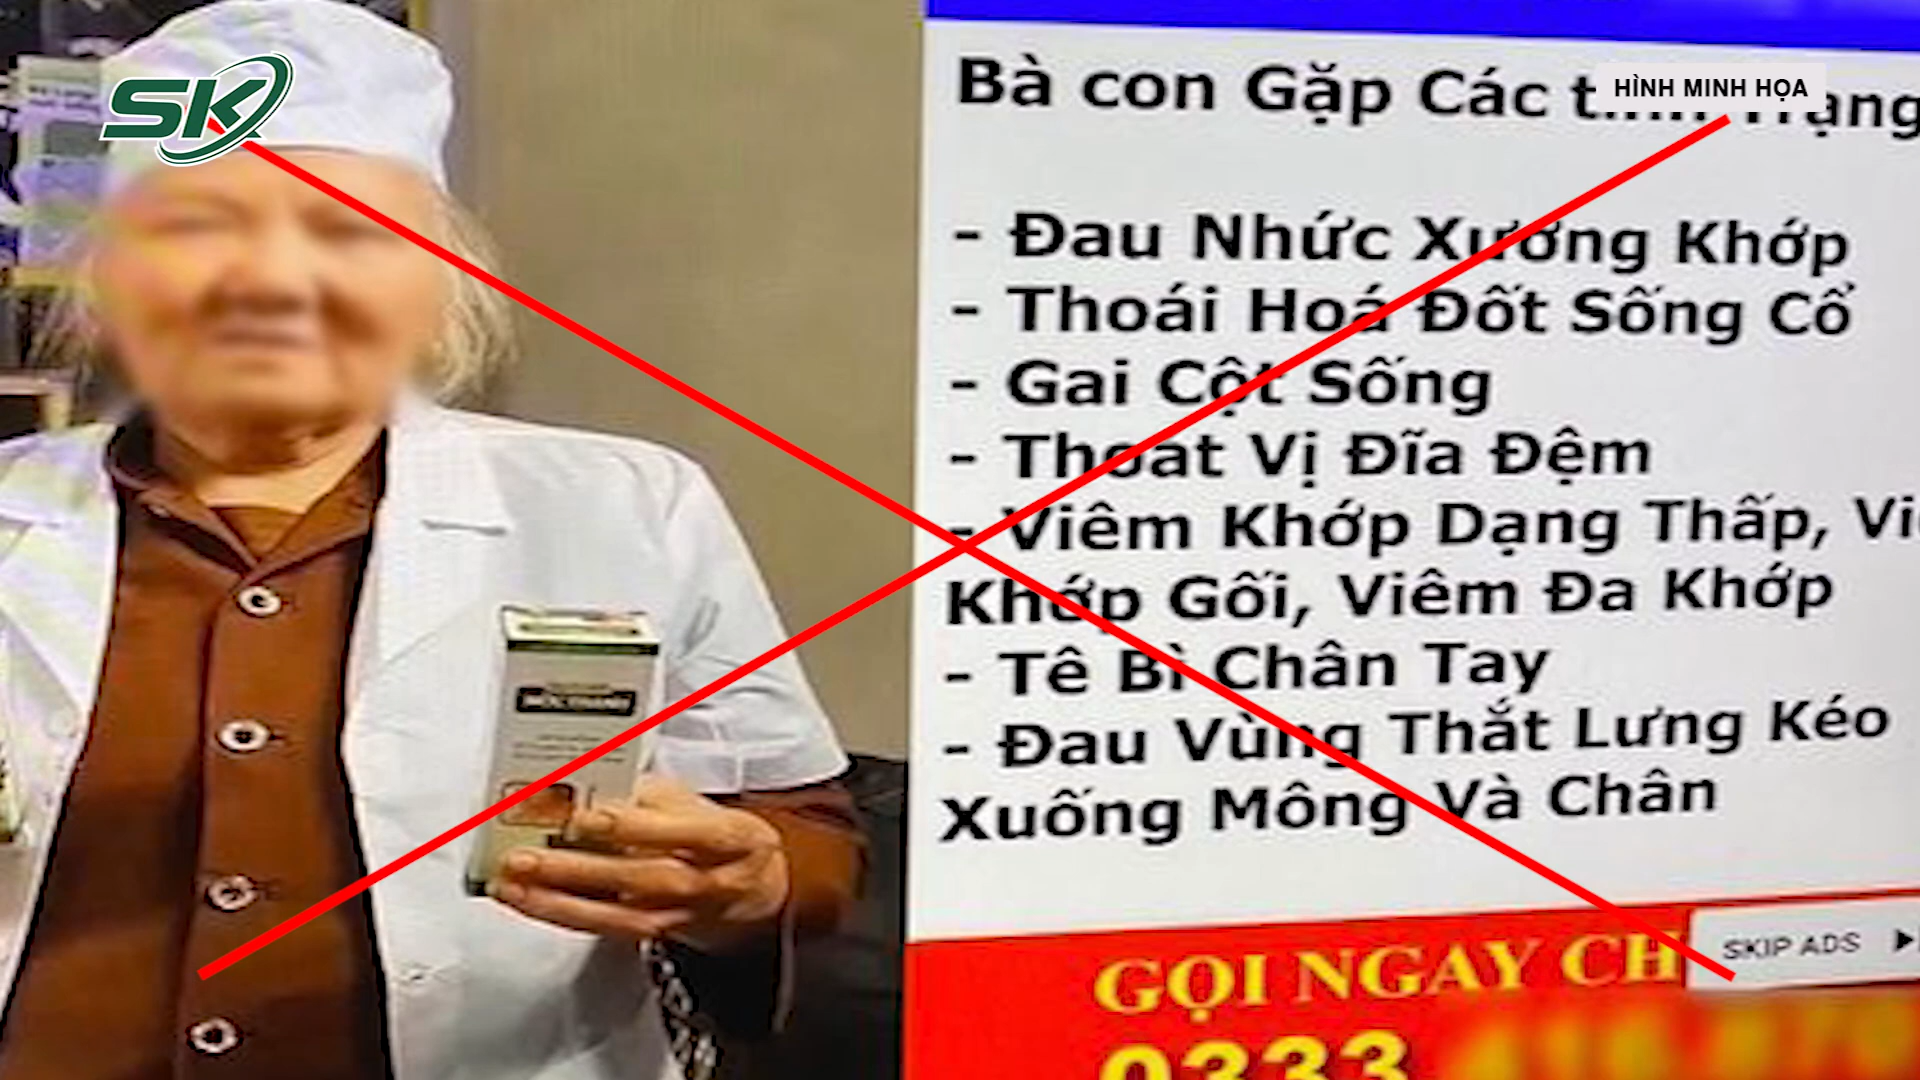 SK
HÌNH MINH HỌA
Bà con Gặp Các Trạng
- Đau Nhức Xương Khớp
- Thoái Hoá Đốt Sống Cổ
- Gai Cột Sống
- Thoát Vị Đĩa Đệm
- Viêm Khớp Dạng Thấp,
Khớp Gối, Viêm Đa Khớp
- Tê Bì Chân Tay
- Đau Vùng Thắt Lưng Kéo
Xuống Mông Và Chân
GỌI NGAY CH
SKIP ADS
0333